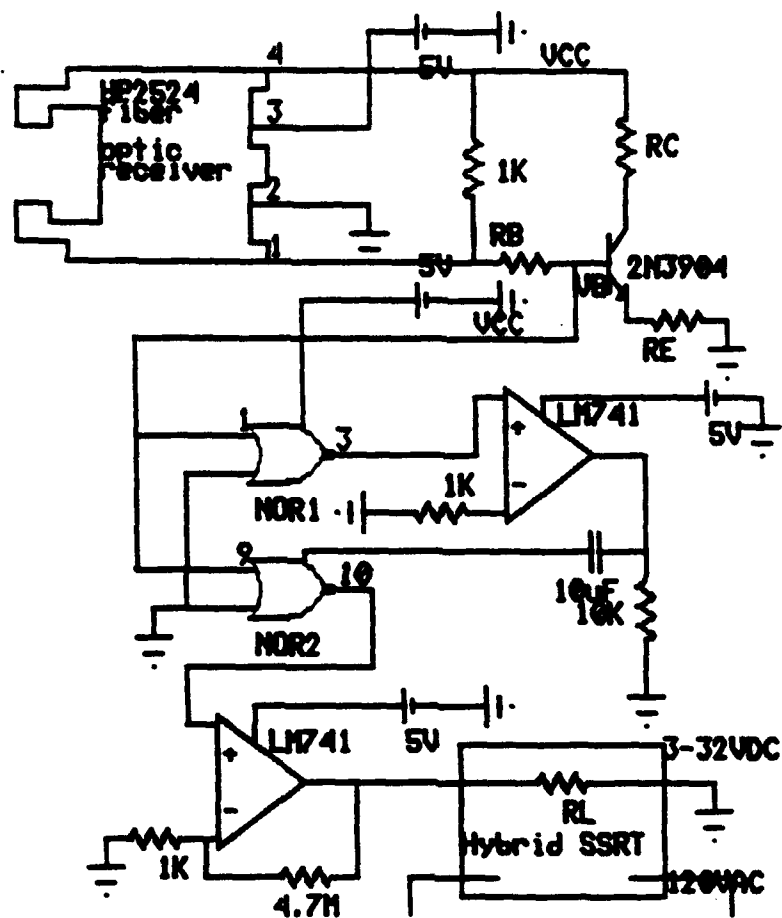 4
5V
VCC
HP2524
fiber
3
optic
receiver
1K
RC
2
RB
1
5V
VB
2N3904
VCC
RE
1
3
LM741
+
5V
NOR1
1K
-
9
10
10uF
10K
NOR2
LM741
5V
+
3-32VDC
-
RL
Hybrid SSRT
1K
120VAC
4.7M